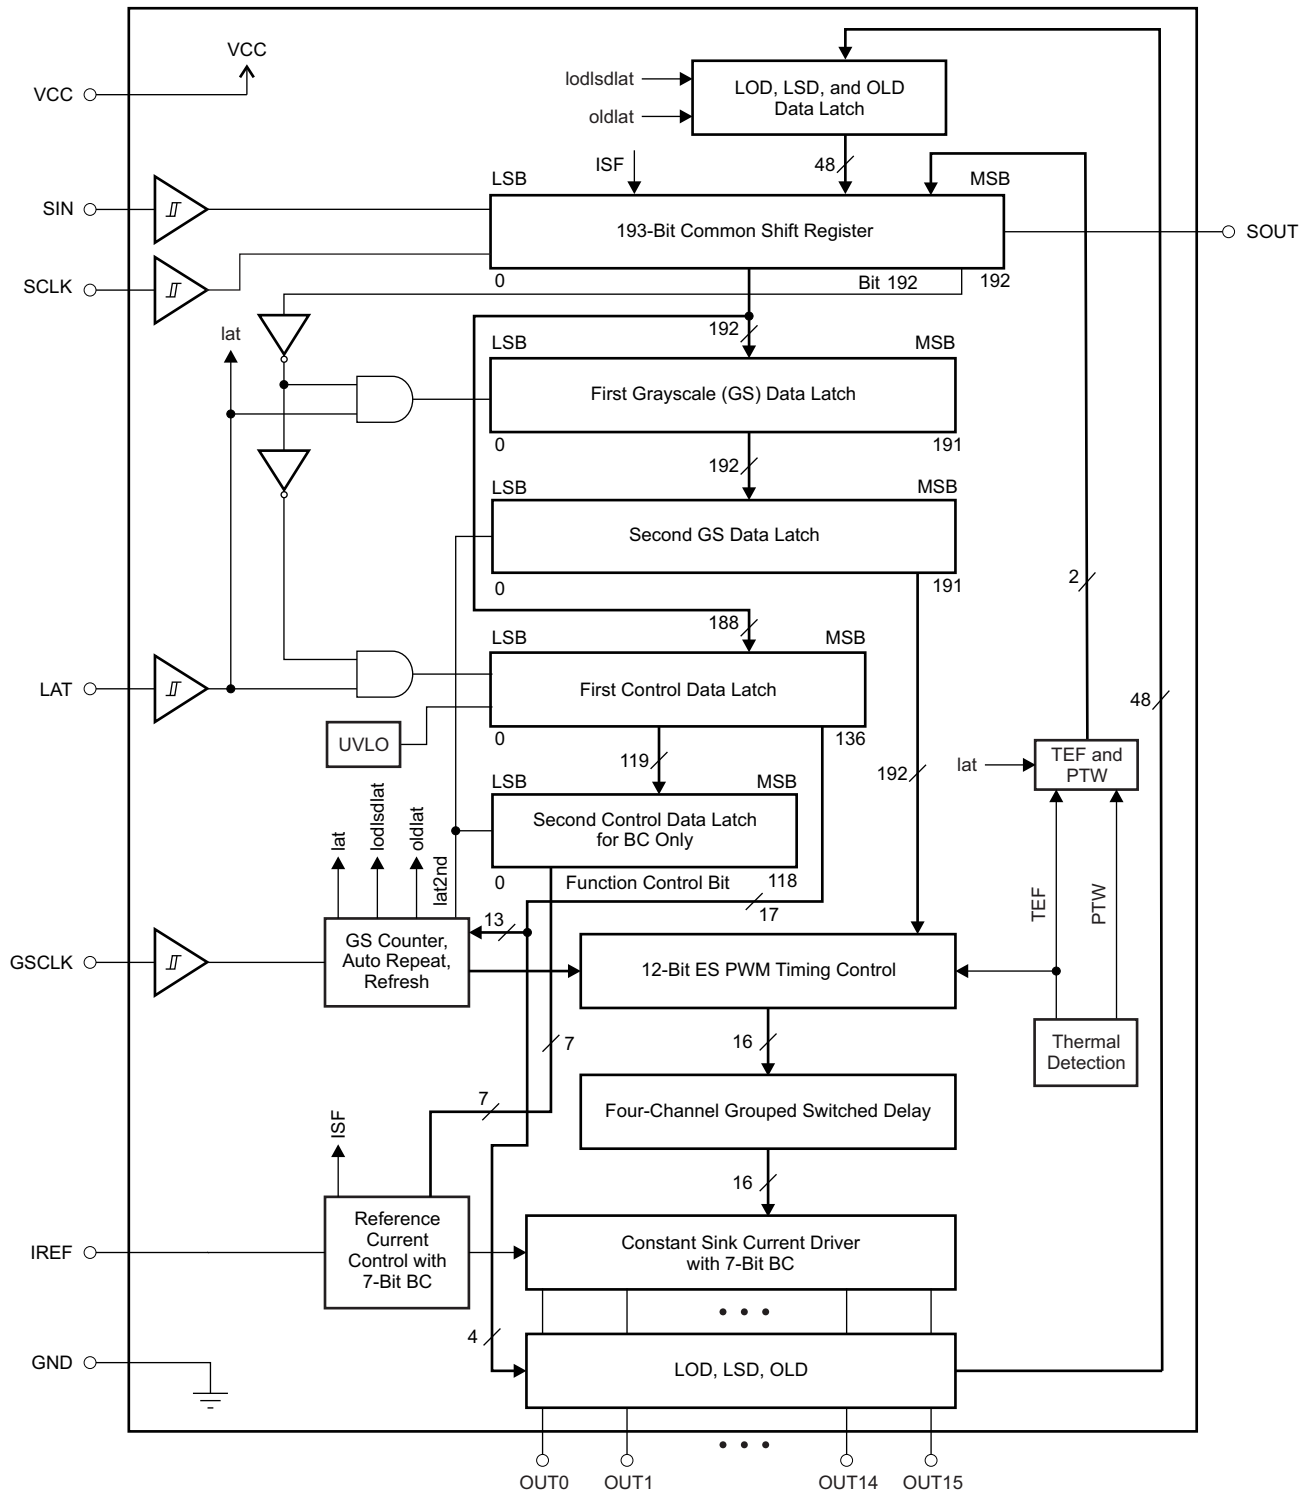 VCC
VCC
lodlsdlat
oldlat
LOD, LSD, and OLD
Data Latch
ISF
48
LSB
MSB
SIN
193-Bit Common Shift Register
SOUT
SCLK
0
Bit 192
192
lat
192
LSB
MSB
First Grayscale (GS) Data Latch
0
191
192
LSB
MSB
Second GS Data Latch
0
191
2
188
LSB
MSB
LAT
First Control Data Latch
48
UVLO
0
136
119
192
lat
TEF and
PTW
LSB
MSB
lat
lodlsdlat
oldlat
lat2nd
Second Control Data Latch
for BC Only
0
Function Control Bit
118
17
13
TEF
PTW
GSCLK
GS Counter,
Auto Repeat,
Refresh
12-Bit ES PWM Timing Control
7
16
Thermal
Detection
7
Four-Channel Grouped Switched Delay
ISF
16
IREF
Reference
Current
Control with
7-Bit BC
Constant Sink Current Driver
with 7-Bit BC
• • •
4
GND
LOD, LSD, OLD
• • •
OUT0
OUT1
OUT14
OUT15